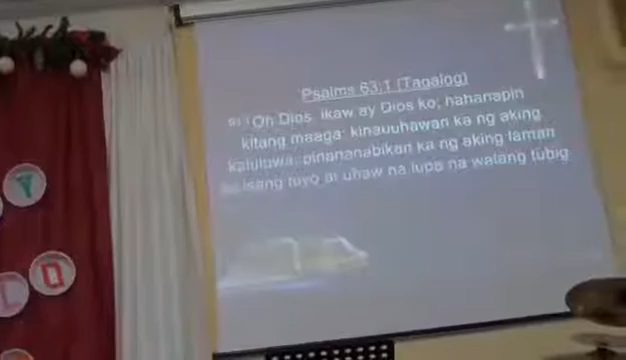 Psalms 63:1 (Tagalog)
Oh Dios, ikaw ay Dios ko; hahanapin
kitang maaga: kinauuhawan ka ng aking
kaluluwa, pinananabikan ka ng aking laman
isang tuyo at uhaw na lupa na walang tubig
Y
L
D